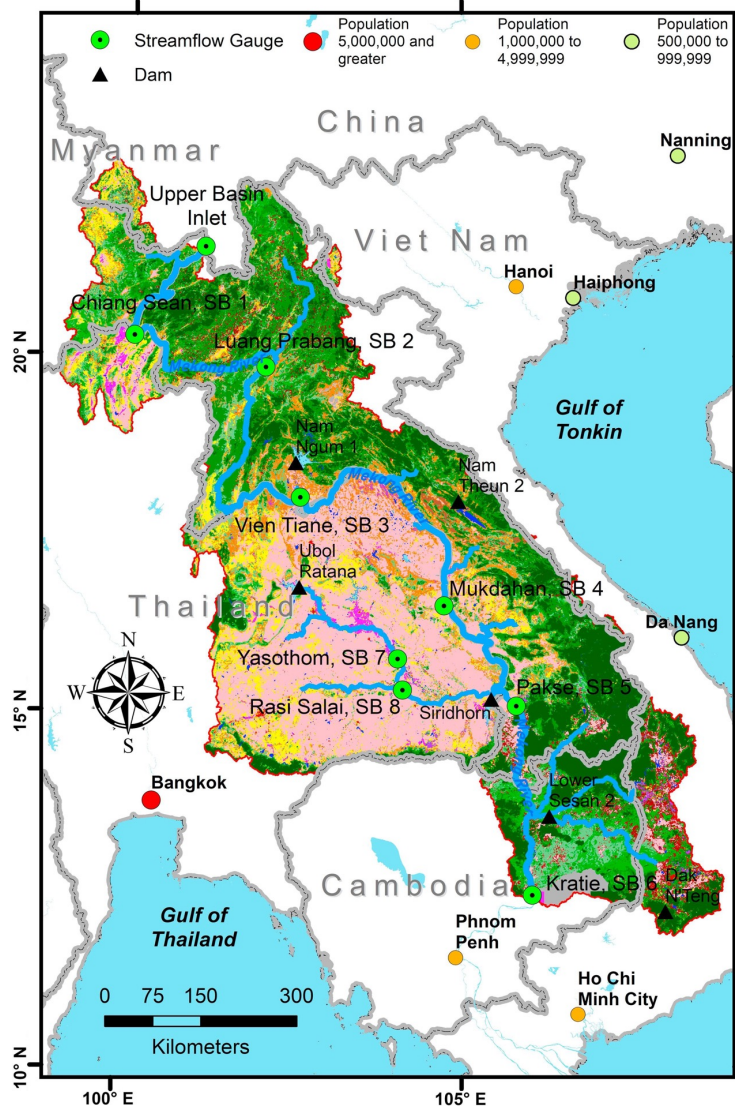 Streamflow Gauge
Dam
Population
5,000,000 and
greater
Population
1,000,000 to
4,999,999
Population
500,000 to
999,999
China
Myanmar
Nanning
Upper Basin
Inlet
Viet Nam
Hanoi
Haiphong
Chiang Sean, SB 1
Luang Prabang, SB 2
Mekong River
20° N
Gulf of
Tonkin
Nam
Ngum 1
Nam
Theun 2
Mekong River
Vien Tiane, SB 3
Ubol
Ratana
Mukdahan, SB 4
Thailand
Da Nang
N
W
E
S
Yasothom, SB 7
Rasi Salai, SB 8
Siridhorn
Pakse, SB 5
15° N
Bangkok
Lower
Sesan 2
Cambodia
Kratie, SB 6
Dak
N'Teng
Gulf of
Thailand
Phnom
Penh
Ho Chi
Minh City
0 75 150 300
Kilometers
10° N
100° E
105° E